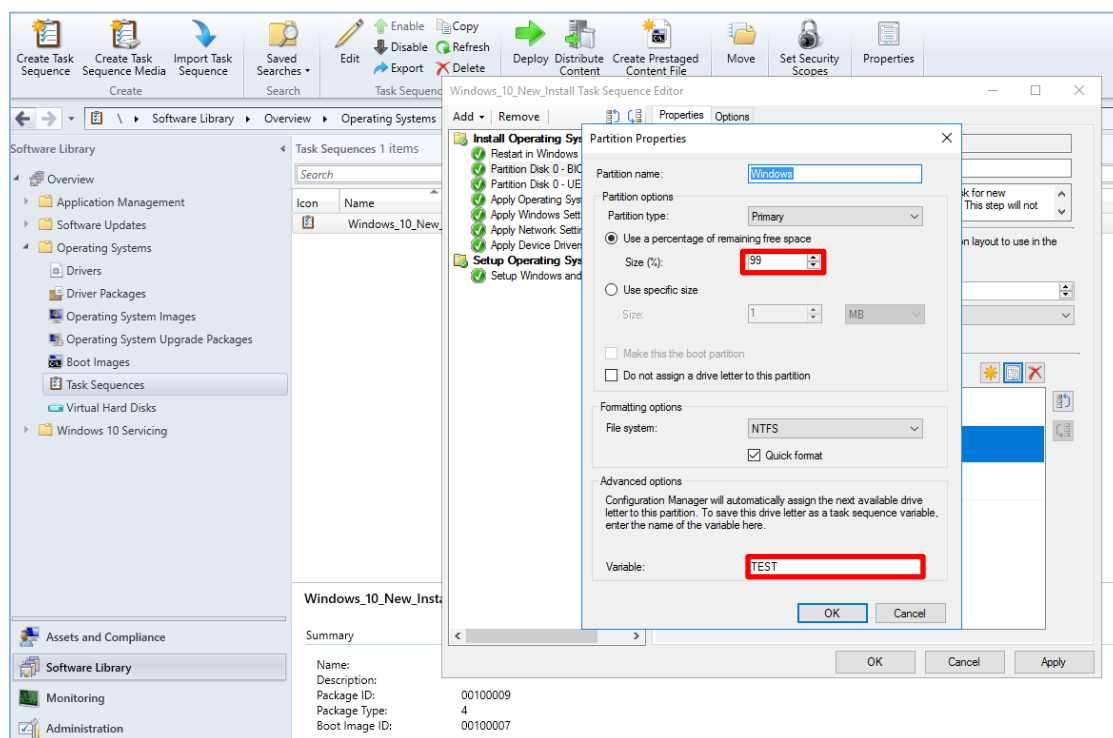 Create Task Sequence
Create Task Sequence Media
Import Task Sequence
Create
Saved Searches
Search
Edit
Enable
Disable
Export
Copy
Refresh
Delete
Task Sequenc
Deploy
Distribute Content
Create Prestaged Content File
Move
Set Security Scopes
Properties
\ Software Library Overview Operating Systems
Software Library
Overview
Application Management
Software Updates
Operating Systems
Drivers
Driver Packages
Operating System Images
Operating System Upgrade Packages
Boot Images
Task Sequences
Virtual Hard Disks
Windows 10 Servicing
Assets and Compliance
Software Library
Monitoring
Administration
Task Sequences 1 items
Search
Icon Name
Windows_10_New_
Windows_10_New_Insta
Summary
Name:
Description:
Package ID: 00100009
Package Type: 4
Boot Image ID: 00100007
Windows_10_New_Install Task Sequence Editor
Add Remove
Properties Options
Install Operating Sys
Restart in Windows
Partition Disk 0 - BIO
Partition Disk 0 - UE
Apply Operating Sys
Apply Windows Sett
Apply Network Settin
Apply Device Driver
Setup Operating Sys
Setup Windows and
k for new
This step will not
n layout to use in the
Partition Properties
Partition name: Windows
Partition options
Partition type: Primary
Use a percentage of remaining free space
Size (%): 99
Use specific size
Size: 1 MB
Make this the boot partition
Do not assign a drive letter to this partition
Formatting options
File system: NTFS
Quick format
Advanced options
Configuration Manager will automatically assign the next available drive
letter to this partition. To save this drive letter as a task sequence variable,
enter the name of the variable here.
Variable: TEST
OK Cancel
OK Cancel Apply